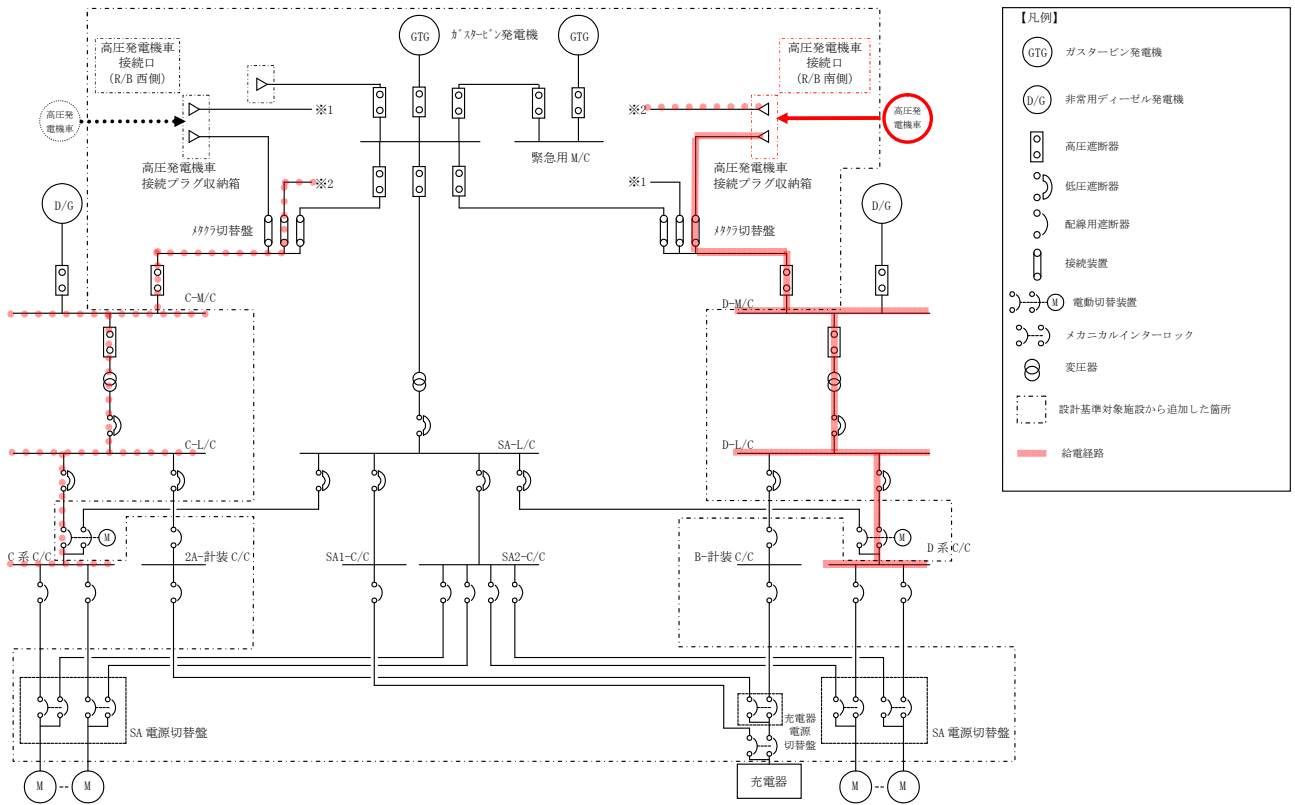 GTG
ガスタービン発電機
GTG
高圧発電機車
接続口
(R/B 西側)
高圧発電機車
接続口
(R/B 南側)
高圧発
電機車
※1
※2
高圧発
電機車
高圧発電機車
接続プラグ収納箱
緊急用 M/C
高圧発電機車
接続プラグ収納箱
※2
※1
D/G
メタクラ切替盤
メタクラ切替盤
D/G
C-M/C
D-M/C
C-L/C
SA-L/C
D-L/C
M
M
C 系 C/C
2A-計装 C/C
SA1-C/C
SA2-C/C
B-計装 C/C
D 系 C/C
SA 電源切替盤
充電器
電源
切替盤
SA 電源切替盤
M
M
充電器
M
M
【凡例】
GTG ガスタービン発電機
D/G 非常用ディーゼル発電機
高圧遮断器
低圧遮断器
配線用遮断器
接続装置
M 電動切替装置
メカニカルインターロック
変圧器
設計基準対象施設から追加した箇所
給電経路